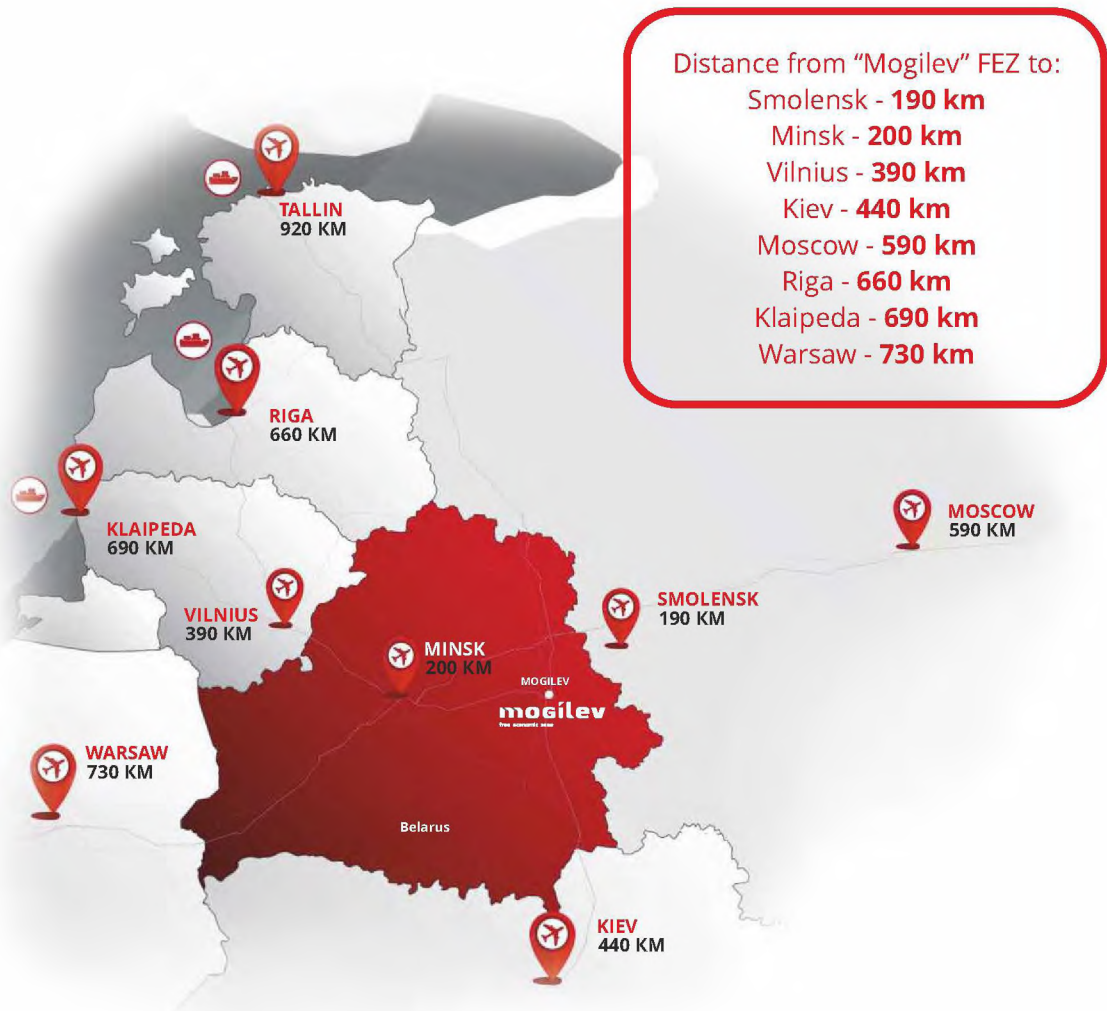 Distance from “Mogilev” FEZ to:
Smolensk - 190 km
Minsk - 200 km
Vilnius - 390 km
Kiev - 440 km
Moscow - 590 km
Riga - 660 km
Klaipeda - 690 km
Warsaw - 730 km
TALLIN
920 KM
RIGA
660 KM
KLAIPEDA
690 KM
MOSCOW
590 KM
VILNIUS
390 KM
SMOLENSK
190 KM
MINSK
200 KM
MOGILEV
mogilev
free economic zone
WARSAW
730 KM
Belarus
KIEV
440 KM